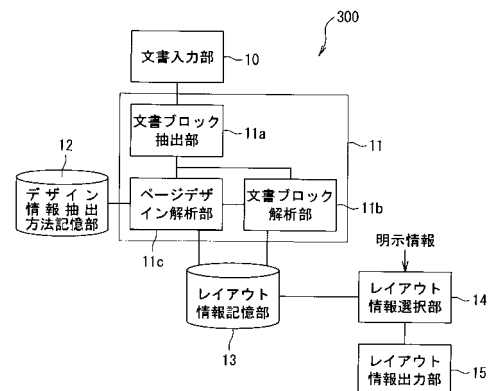 300
文書入力部
10
文書ブロック
抽出部
11a
11
12
デザイン
情報抽出
方法記憶部
ページデザ
イン解析部
11c
文書ブロック
解析部
11b
明示情報
レイアウト
情報記憶部
13
レイアウト
情報選択部
14
レイアウト
情報出力部
15